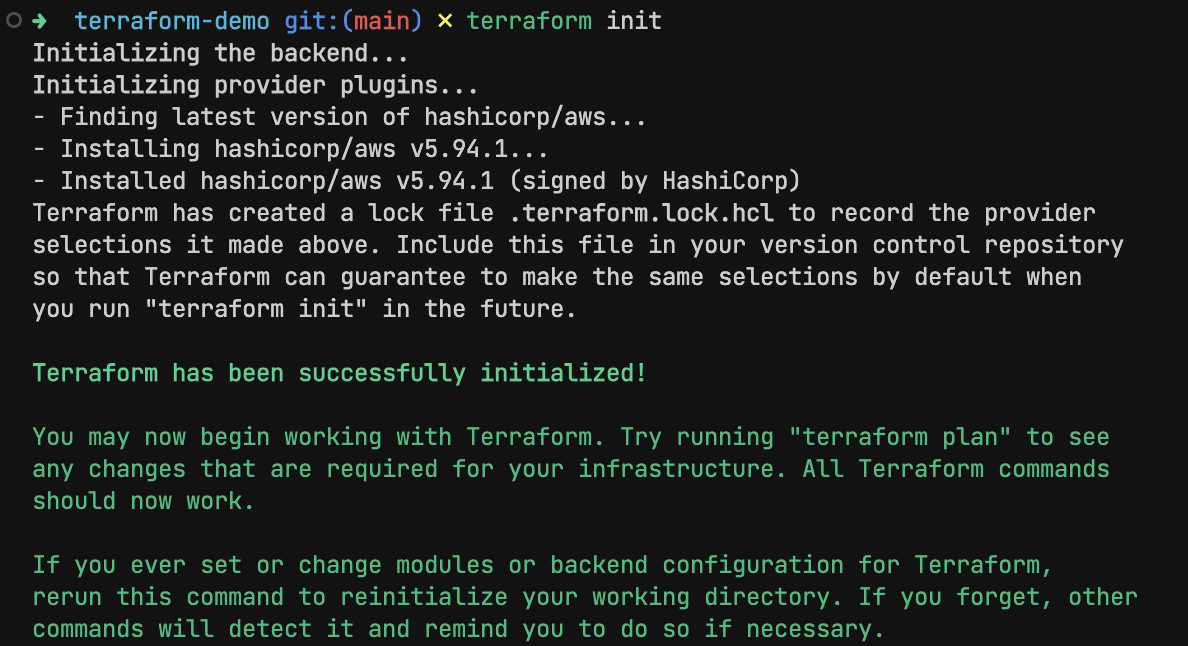 ➜ terraform-demo git:(main) ✗ terraform init
Initializing the backend...
Initializing provider plugins...
- Finding latest version of hashicorp/aws...
- Installing hashicorp/aws v5.94.1...
- Installed hashicorp/aws v5.94.1 (signed by HashiCorp)
Terraform has created a lock file .terraform.lock.hcl to record the provider
selections it made above. Include this file in your version control repository
so that Terraform can guarantee to make the same selections by default when
you run "terraform init" in the future.
Terraform has been successfully initialized!
You may now begin working with Terraform. Try running "terraform plan" to see
any changes that are required for your infrastructure. All Terraform commands
should now work.
If you ever set or change modules or backend configuration for Terraform,
rerun this command to reinitialize your working directory. If you forget, other
commands will detect it and remind you to do so if necessary.